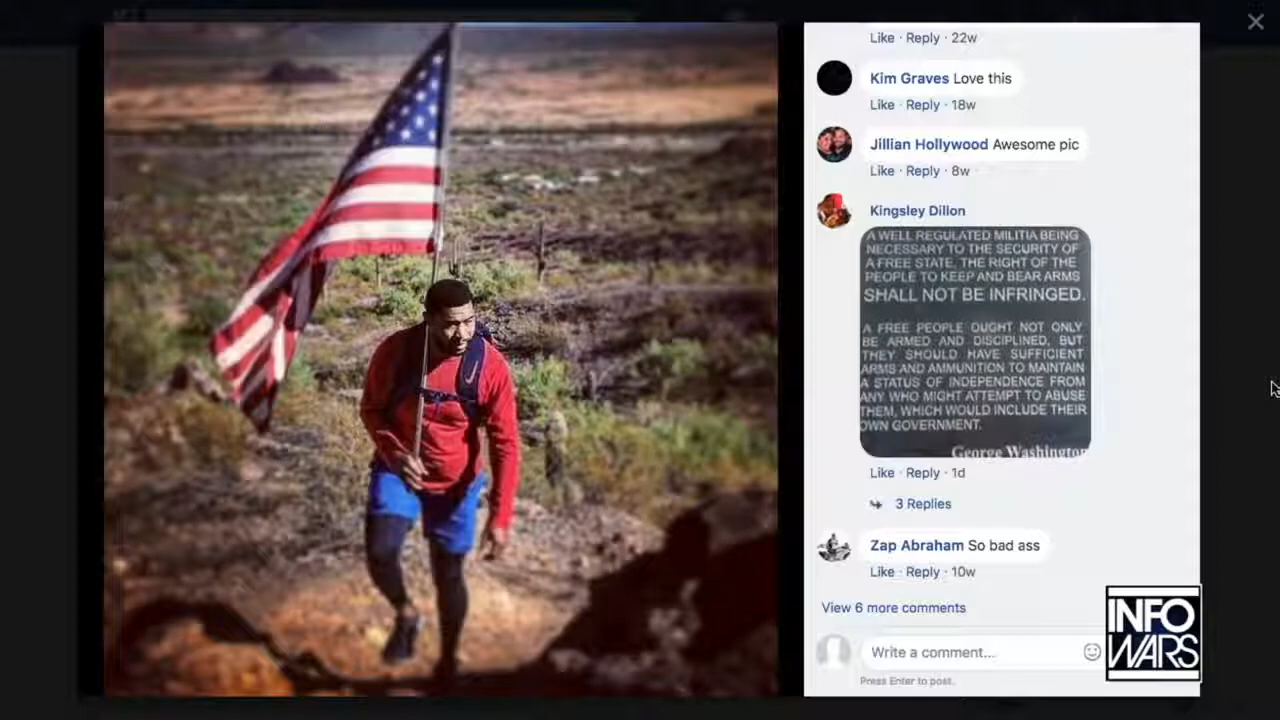 Like · Reply · 22w
Kim Graves Love this
Like · Reply · 18w
Jillian Hollywood Awesome pic
Like · Reply · 8w
Kingsley Dillon
A WELL REGULATED MILITIA BEING
NECESSARY TO THE SECURITY OF
A FREE STATE, THE RIGHT OF THE
PEOPLE TO KEEP AND BEAR ARMS
SHALL NOT BE INFRINGED.
A FREE PEOPLE OUGHT NOT ONLY
BE ARMED AND DISCIPLINED, BUT
THEY SHOULD HAVE SUFFICIENT
ARMS AND AMMUNITION TO MAINTAIN
A STATUS OF INDEPENDENCE FROM
ANY WHO MIGHT ATTEMPT TO ABUSE
THEM, WHICH WOULD INCLUDE THEIR
OWN GOVERNMENT.
George Washington
Like · Reply · 1d
3 Replies
Zap Abraham So bad ass
Like · Reply · 10w
View 6 more comments
Write a comment...
Press Enter to post.
INFO
WARS